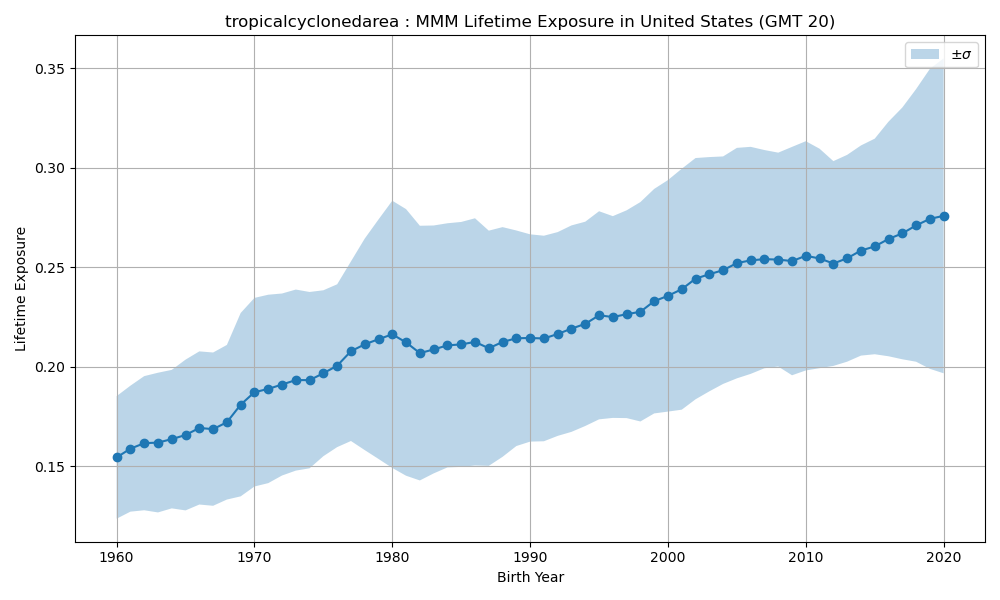 tropicalcyclonedarea : MMM Lifetime Exposure in United States (GMT 20)
±σ
0.35
0.30
0.25
0.20
0.15
Lifetime Exposure
1960 1970 1980 1990 2000 2010 2020
Birth Year